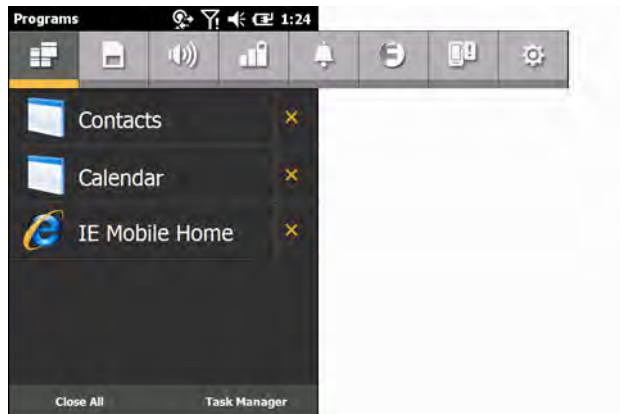 Programs 1:24
Contacts
Calendar
IE Mobile Home
Close All Task Manager